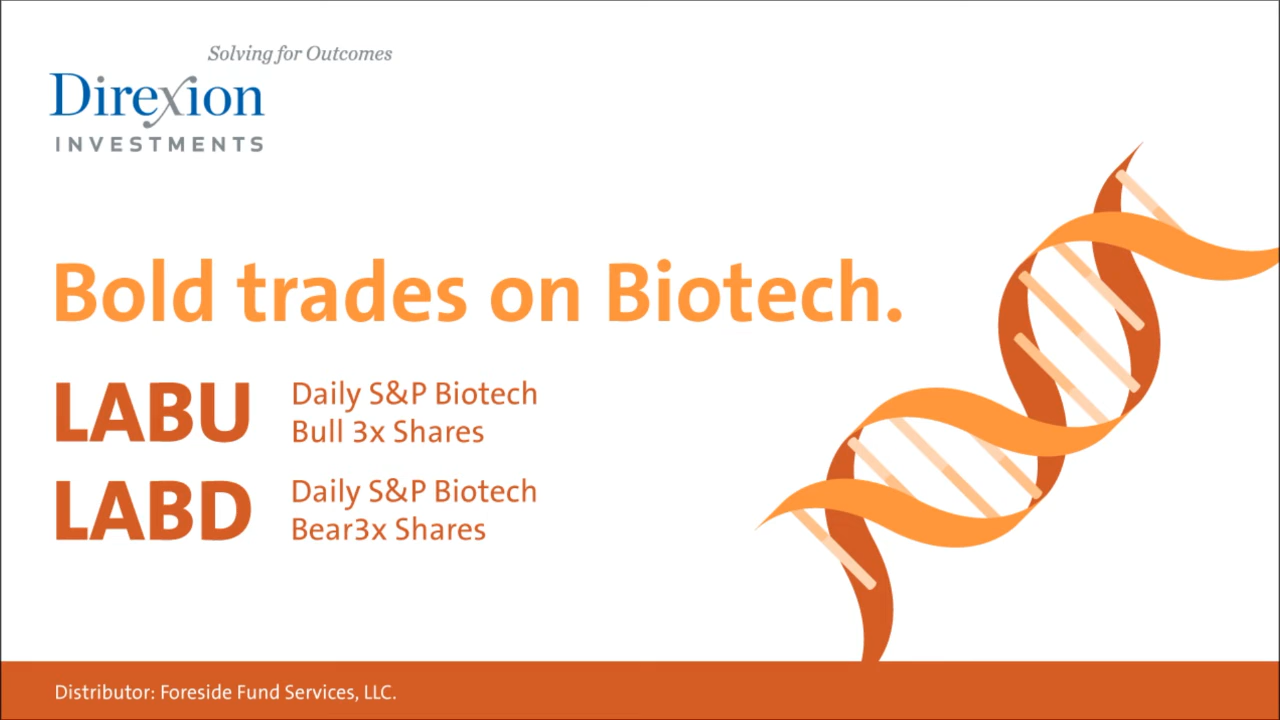 Solving for Outcomes
Direxion
INVESTMENTS
Bold trades on Biotech.
LABU
Daily S&P Biotech
Bull 3x Shares
LABD
Daily S&P Biotech
Bear3x Shares
Distributor: Foreside Fund Services, LLC.